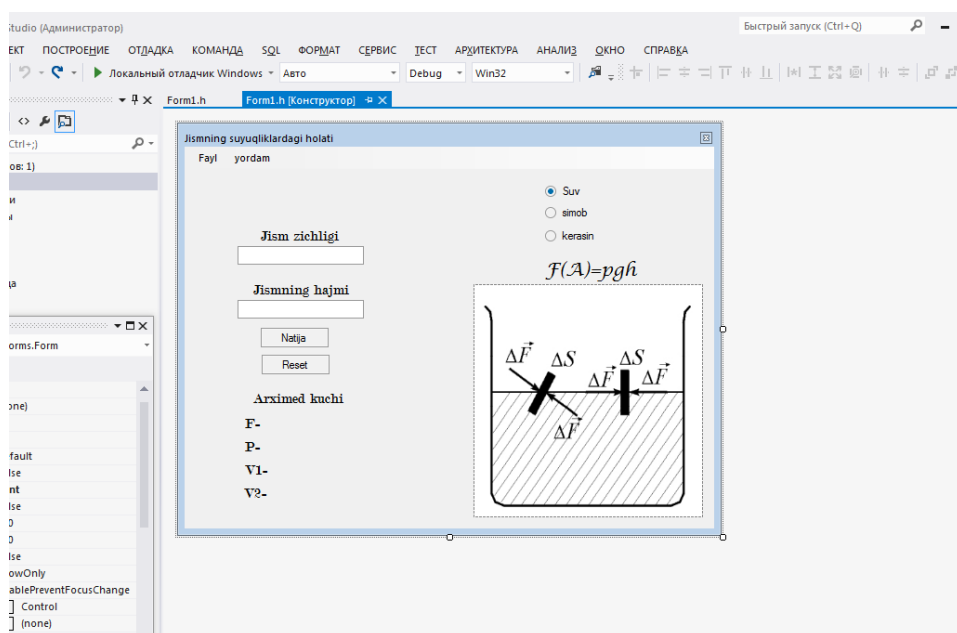 Studio (Администратор)
Быстрый запуск (Ctrl+Q)
ЕКТ ПОСТРОЕНИЕ ОТЛАДКА КОМАНДА SQL ФОРМАТ СЕРВИС ТЕСТ АРХИТЕКТУРА АНАЛИЗ ОКНО СПРАВКА
Локальный отладчик Windows Авто Debug Win32
Form1.h Form1.h [Конструктор]
Ctrl+;)
ов: 1)
и
ы
да
Jismning suyuqliklardagi holati
Fayl yordam
Suv
simob
kerasin
Jism zichligi
F(A)=pgh
Jismning hajmi
Natija
Reset
Arximed kuchi
F-
P-
V1-
V2-
ΔF ΔS ΔS
ΔF ΔF
ΔF
orms.Form
one)
fault
lse
nt
lse
0
0
lse
owOnly
ablePreventFocusChange
Control
(none)